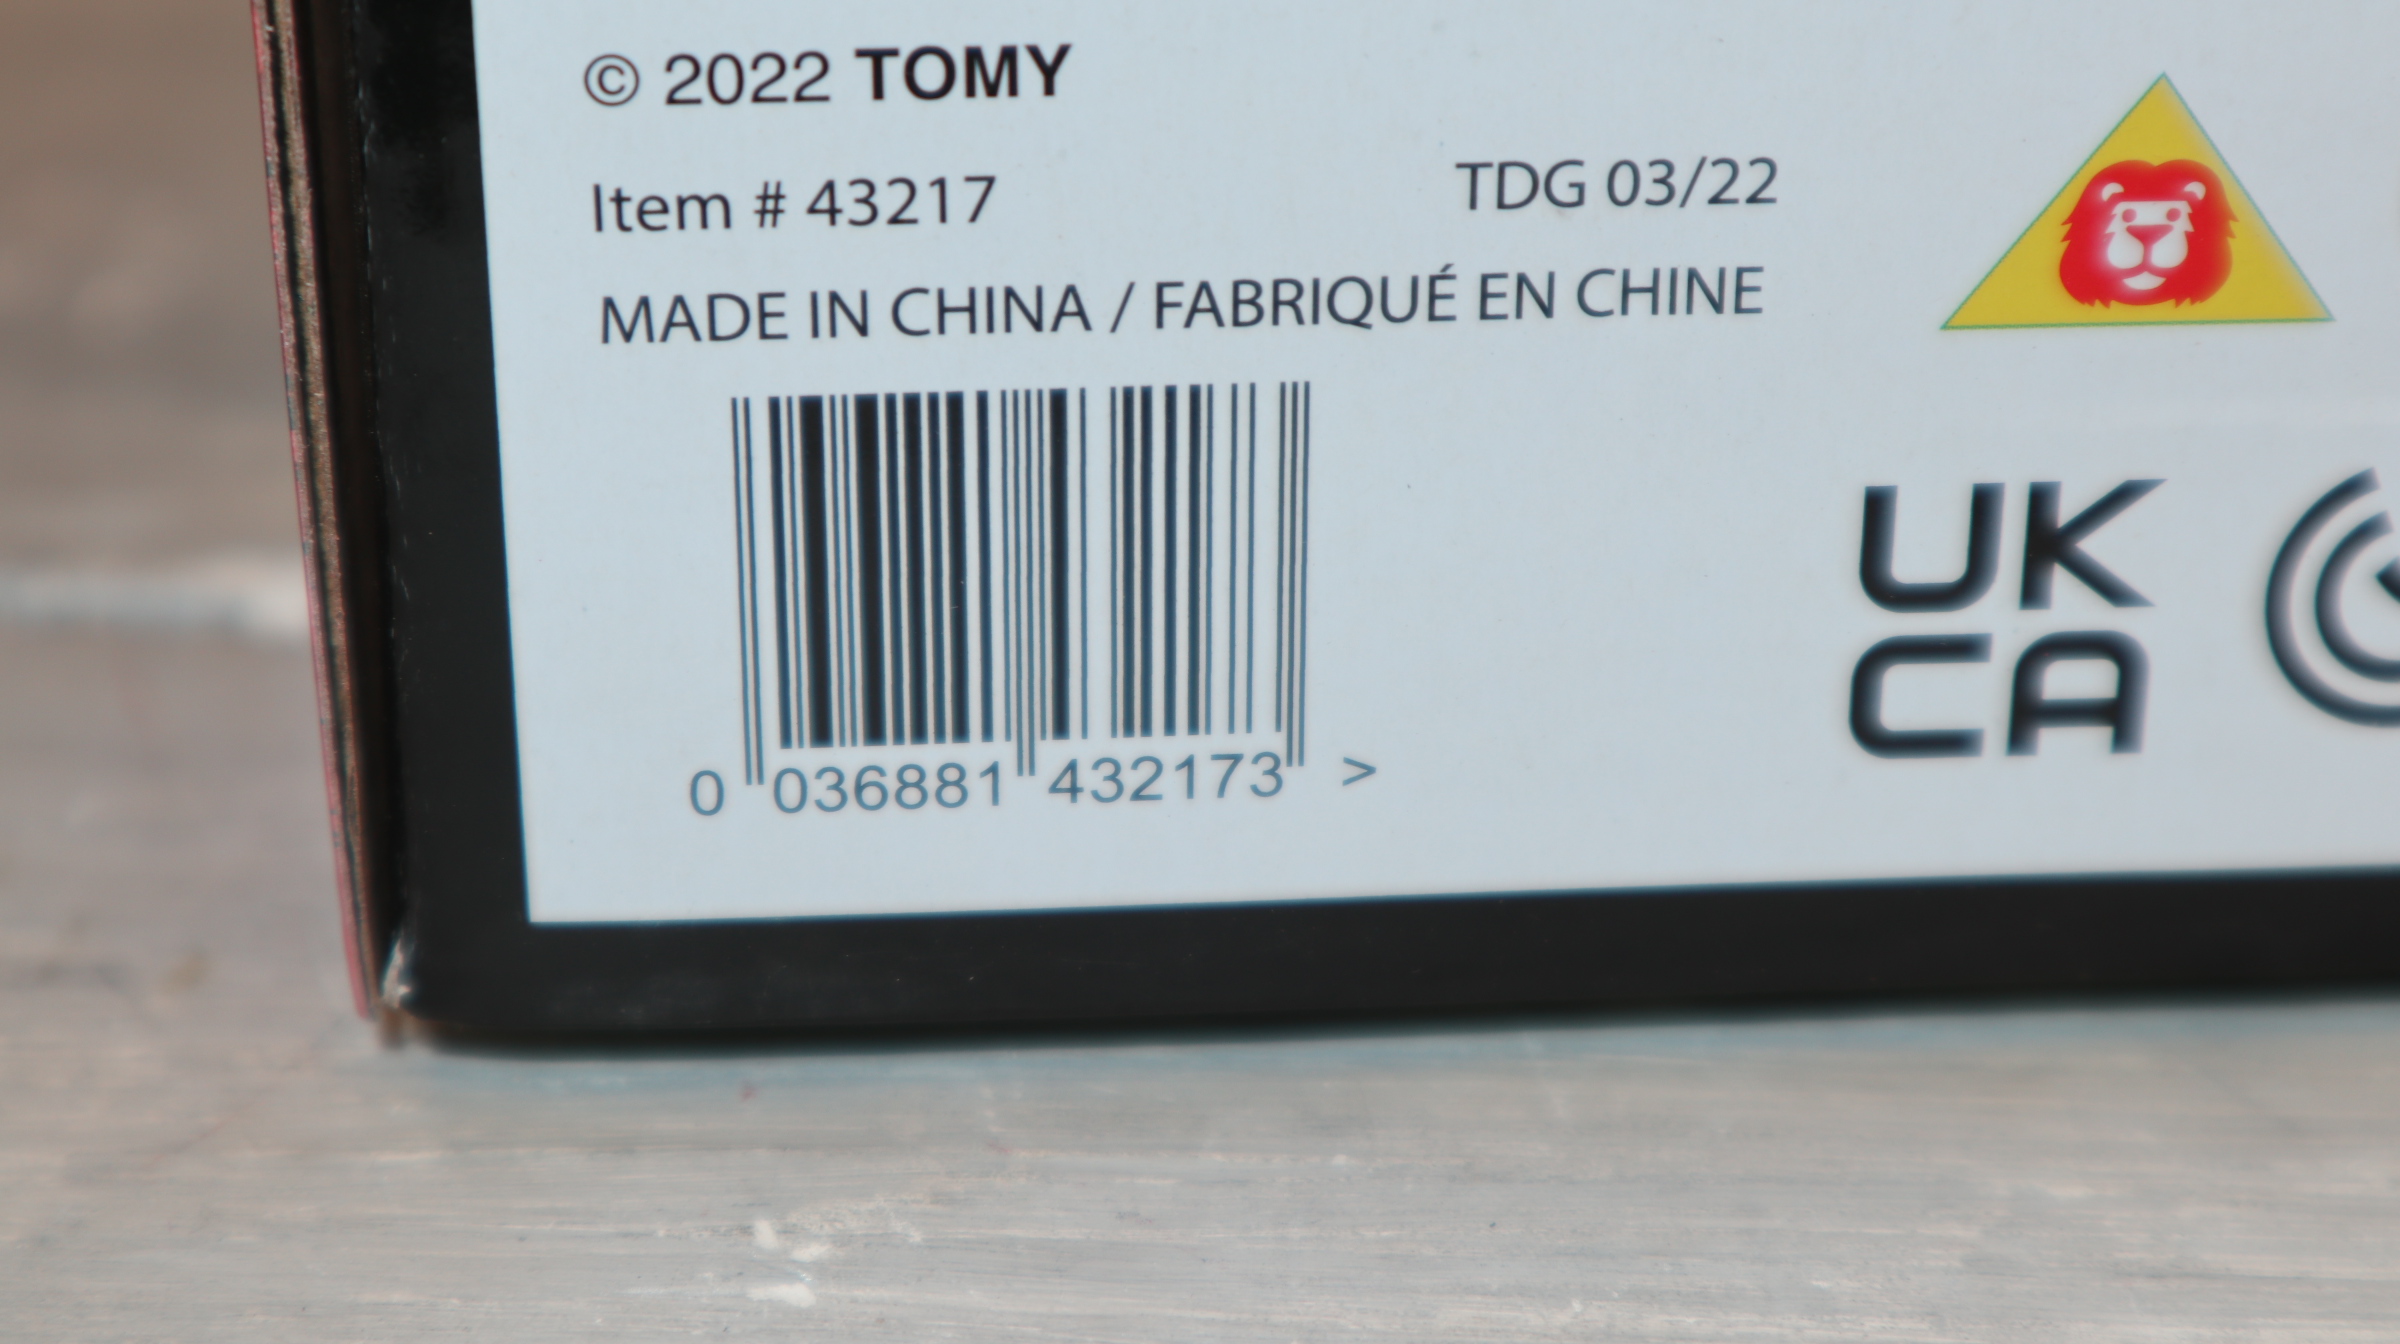 © 2022 TOMY
Item # 43217
TDG 03/22
MADE IN CHINA / FABRIQUÉ EN CHINE
UK
CA
0 036881 432173 >